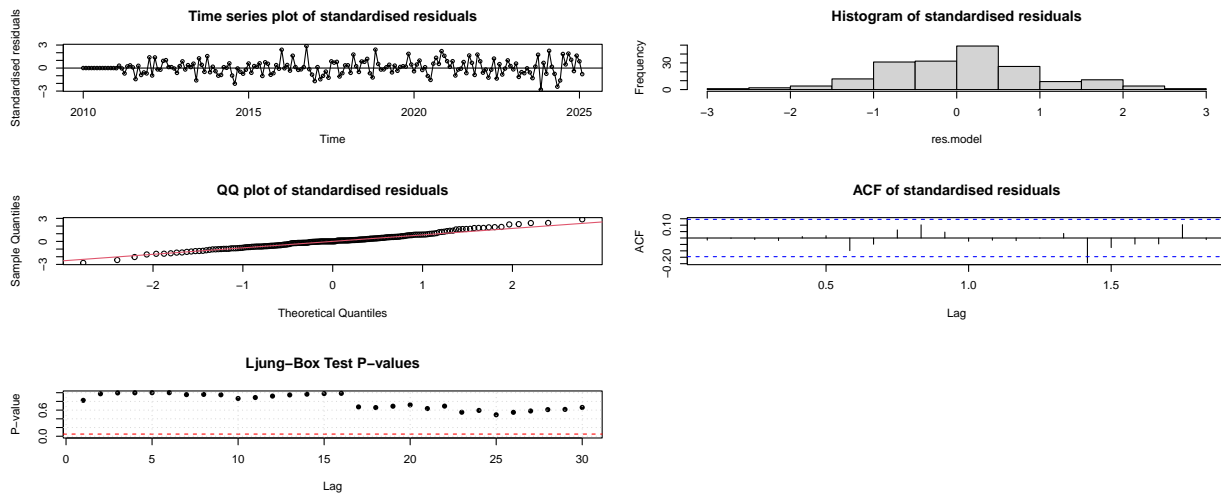 Time series plot of standardised residuals
Standardised residuals
3
0
−3
2010 2015 2020 2025
Time
Histogram of standardised residuals
Frequency
30
0
−3 −2 −1 0 1 2 3
res.model
QQ plot of standardised residuals
Sample Quantiles
3
0
−3
−2 −1 0 1 2
Theoretical Quantiles
ACF of standardised residuals
ACF
0.10
−0.20
0.5 1.0 1.5
Lag
Ljung−Box Test P−values
P−value
0.6
0.0
0 5 10 15 20 25 30
Lag